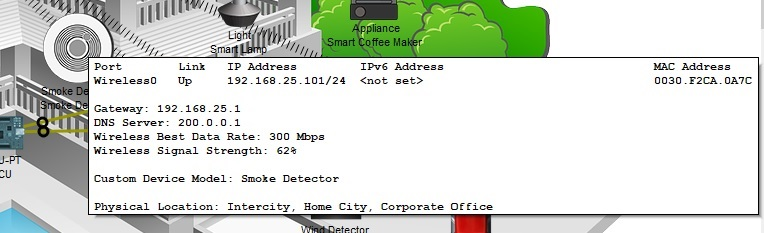 Light
Smart Lamp
Appliance
Smart Coffee Maker
Smoke De
Smoke De
U-PT
CU
Port Link IP Address IPv6 Address MAC Address
Wireless0 Up 192.168.25.101/24 <not set> 0030.F2CA.0A7C
Gateway: 192.168.25.1
DNS Server: 200.0.0.1
Wireless Best Data Rate: 300 Mbps
Wireless Signal Strength: 62%
Custom Device Model: Smoke Detector
Physical Location: Intercity, Home City, Corporate Office
Wind Detector